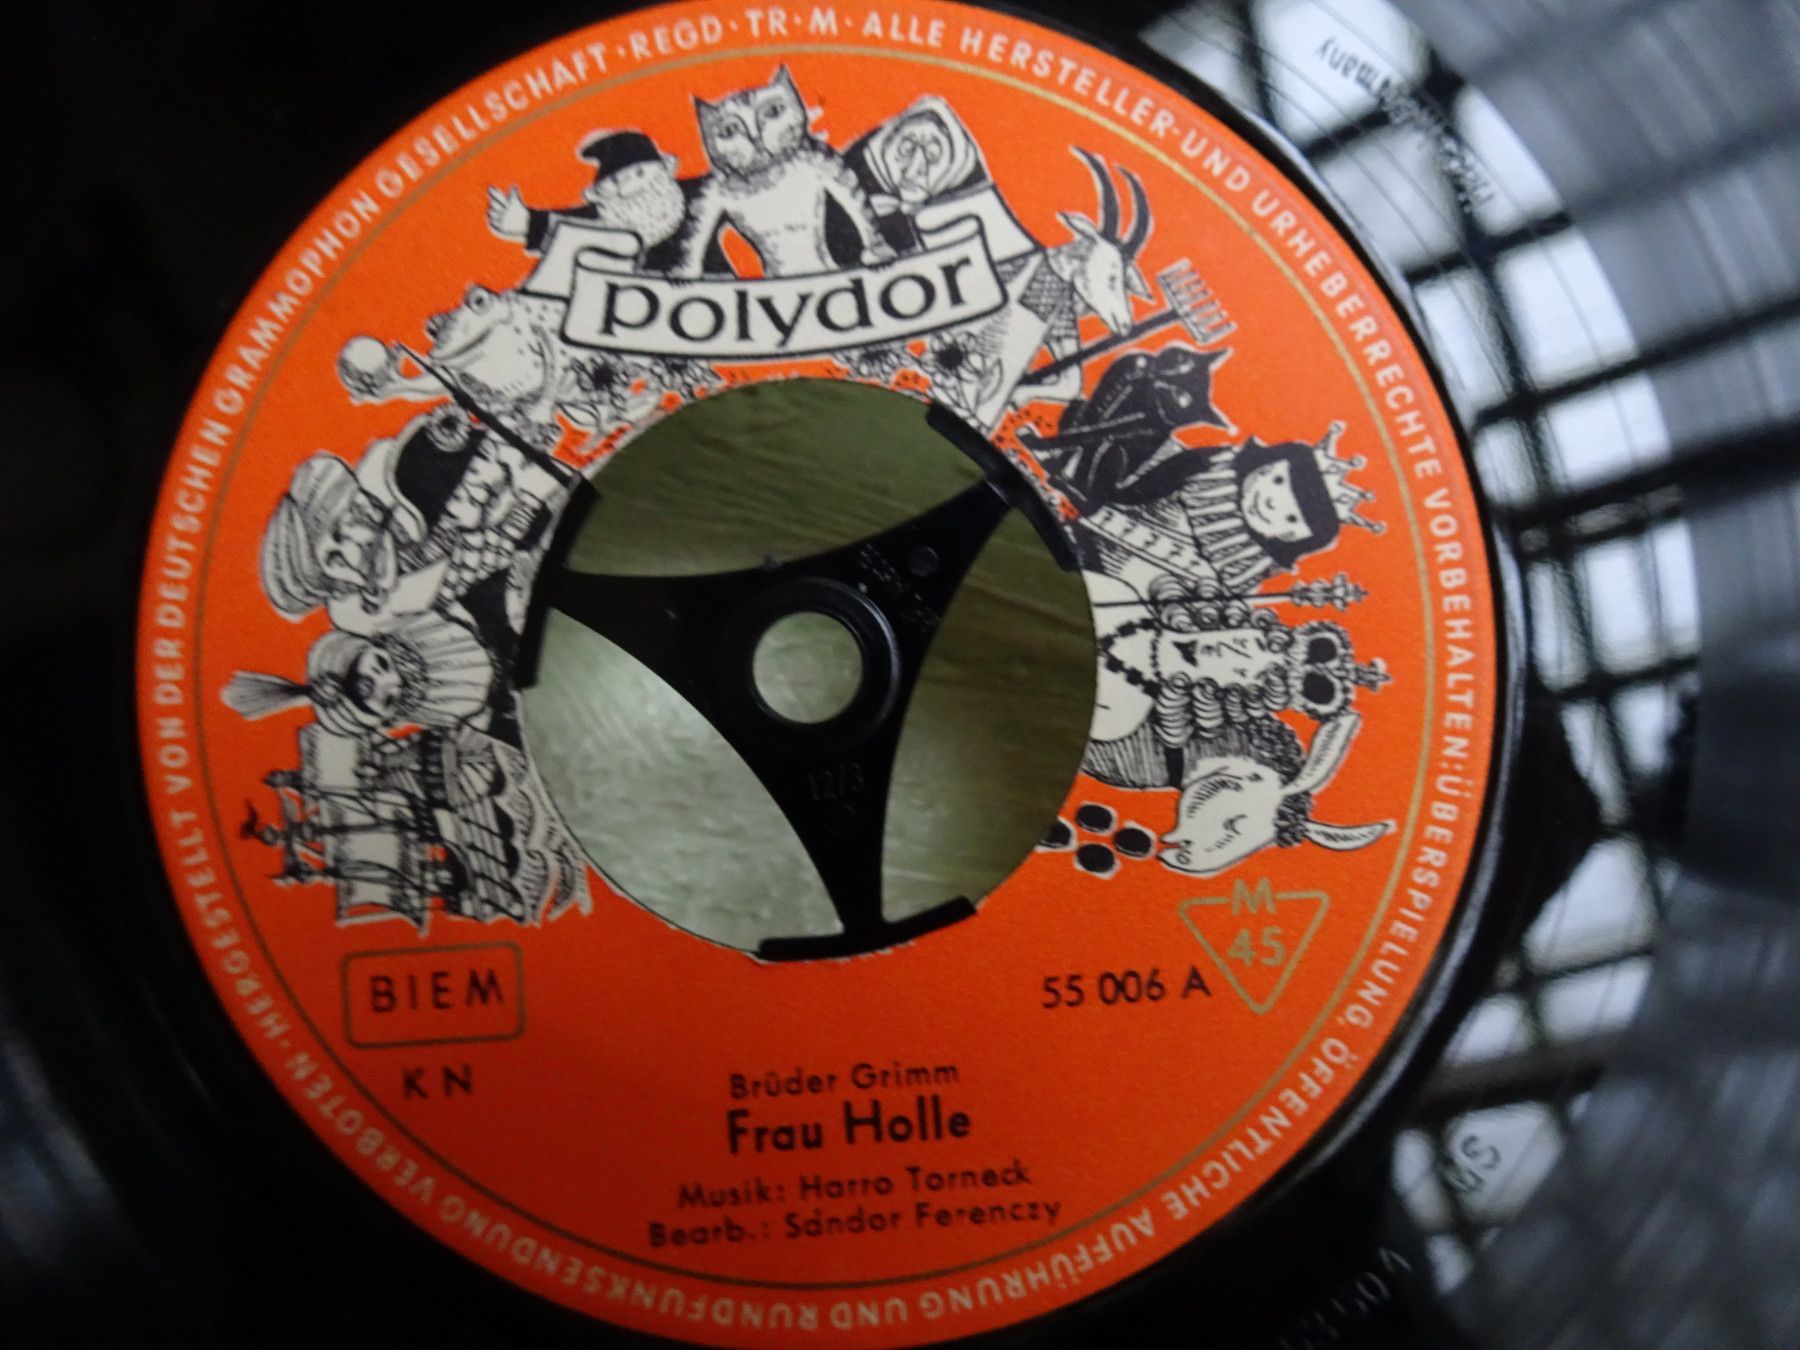 HERGESTELLT VON DER DEUTSCHEN GRAMMOPHON GESELLSCHAFT · REGD · TR · M · ALLE HERSTELLER- UND URHEBERRECHTE VORBEHALTEN: ÜBERSPIELUNG, ÖFFENTLICHE AUFFÜHRUNG UND RUNDFUNKSENDUNG VERBOTEN ·
polydor
M
45
BIEM
55 006 A
K N
Brüder Grimm
Frau Holle
Musik: Harro Torneck
Bearb.: Sándor Ferenczy